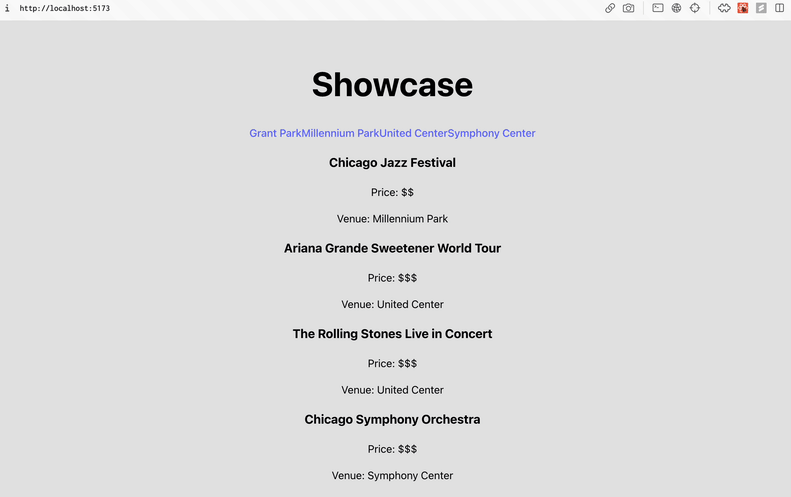 http://localhost:5173
Showcase
Grant ParkMillennium ParkUnited CenterSymphony Center
Chicago Jazz Festival
Price: $$
Venue: Millennium Park
Ariana Grande Sweetener World Tour
Price: $$$
Venue: United Center
The Rolling Stones Live in Concert
Price: $$$
Venue: United Center
Chicago Symphony Orchestra
Price: $$$
Venue: Symphony Center